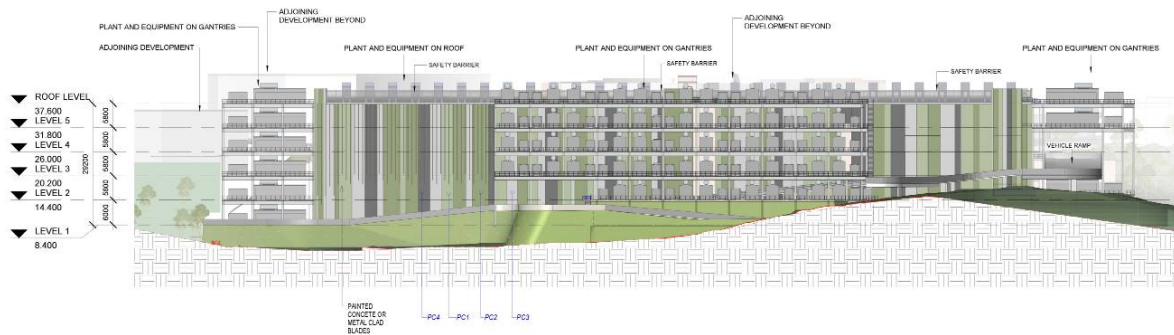 ADJOINING
DEVELOPMENT BEYOND
PLANT AND EQUIPMENT ON GANTRIES
ADJOINING DEVELOPMENT
PLANT AND EQUIPMENT ON ROOF
SAFETY BARRIER
PLANT AND EQUIPMENT ON GANTRIES
SAFETY BARRIER
ADJOINING
DEVELOPMENT BEYOND
PLANT AND EQUIPMENT ON GANTRIES
SAFETY BARRIER
VEHICLE RAMP
ROOF LEVEL
37.600
LEVEL 5
31.800
LEVEL 4
26.000
LEVEL 3
20.200
LEVEL 2
14.400
LEVEL 1
8.400
29200
6000
PAINTED
CONCETE OR
METAL CLAD
BLADES
PC4
PC1
PC2
PC3